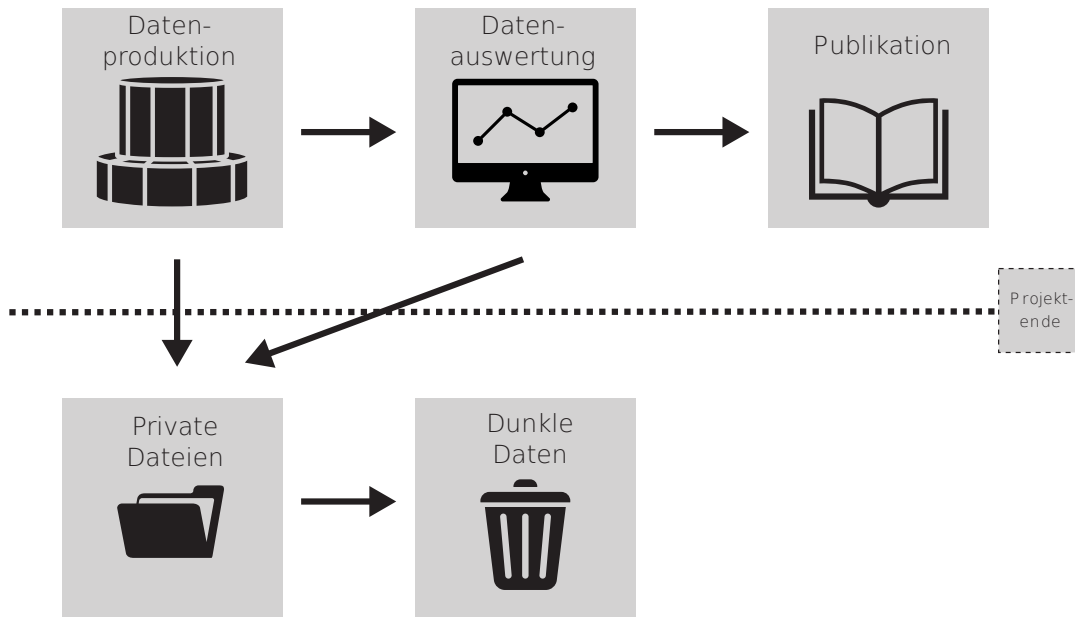 Daten-
produktion
Daten-
auswertung
Publikation
Projekt-
ende
Private
Dateien
Dunkle
Daten